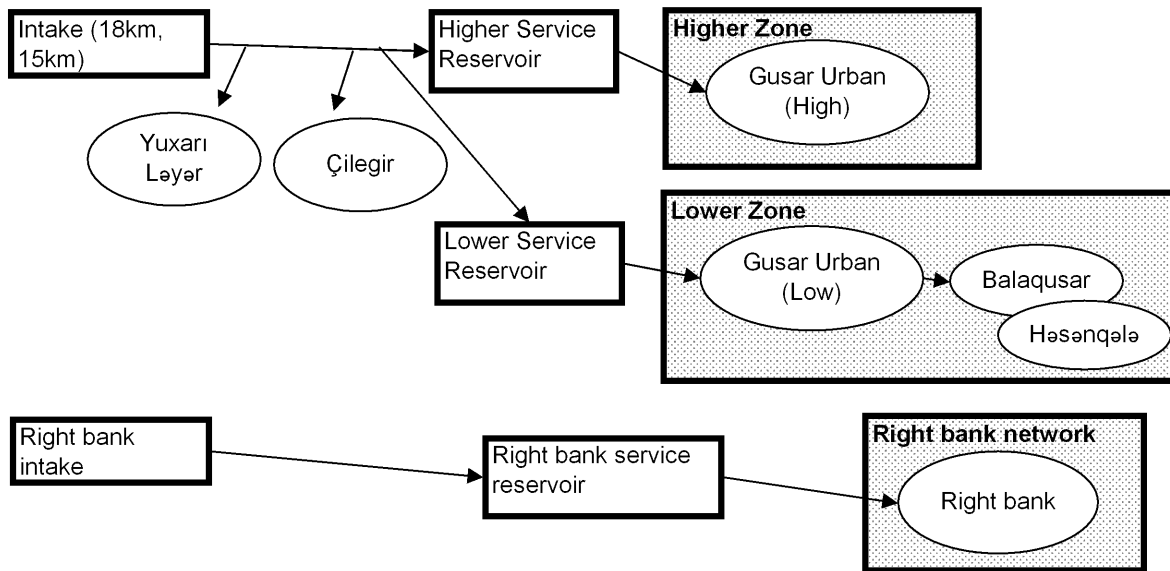 Intake (18km,
15km)
Higher Service
Reservoir
Higher Zone
Gusar Urban
(High)
Yuxarı
Ləyər
Çilegir
Lower Service
Reservoir
Lower Zone
Gusar Urban
(Low)
Balaqusar
Həsənqələ
Right bank
intake
Right bank service
reservoir
Right bank network
Right bank